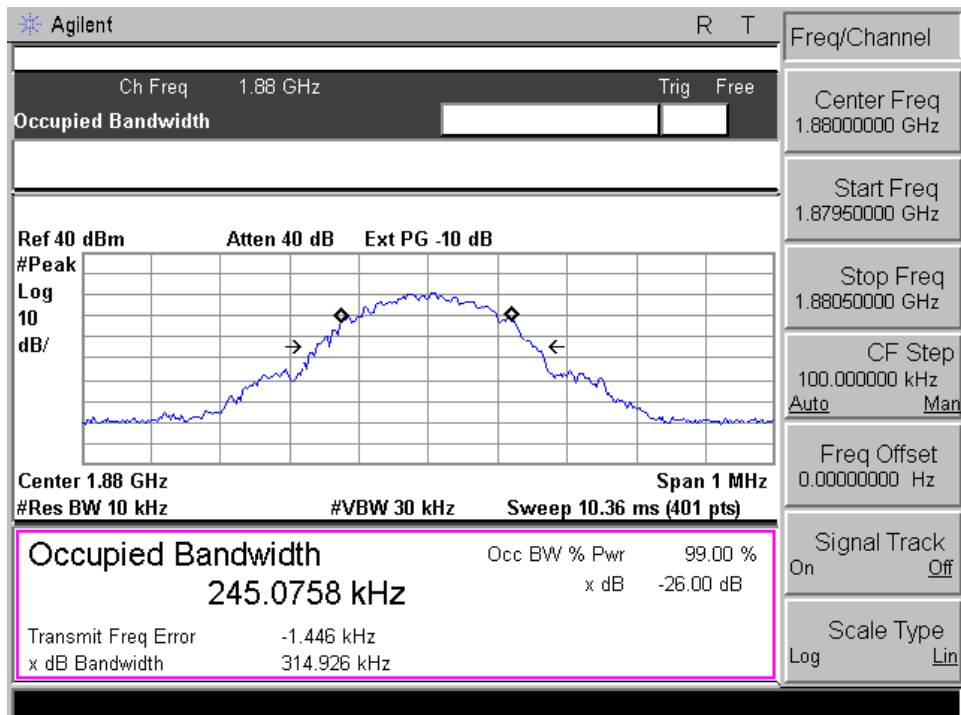 Agilent R T
Freq/Channel
Ch Freq 1.88 GHz Trig Free
Occupied Bandwidth
Center Freq
1.88000000 GHz
Start Freq
1.87950000 GHz
Ref 40 dBm Atten 40 dB Ext PG -10 dB
#Peak
Log
10
dB/
Stop Freq
1.88050000 GHz
CF Step
100.000000 kHz
Auto Man
Center 1.88 GHz Span 1 MHz
#Res BW 10 kHz #VBW 30 kHz Sweep 10.36 ms (401 pts)
Freq Offset
0.00000000 Hz
Occupied Bandwidth
245.0758 kHz
Occ BW % Pwr 99.00 %
x dB -26.00 dB
Transmit Freq Error -1.446 kHz
x dB Bandwidth 314.926 kHz
Signal Track
On Off
Scale Type
Log Lin